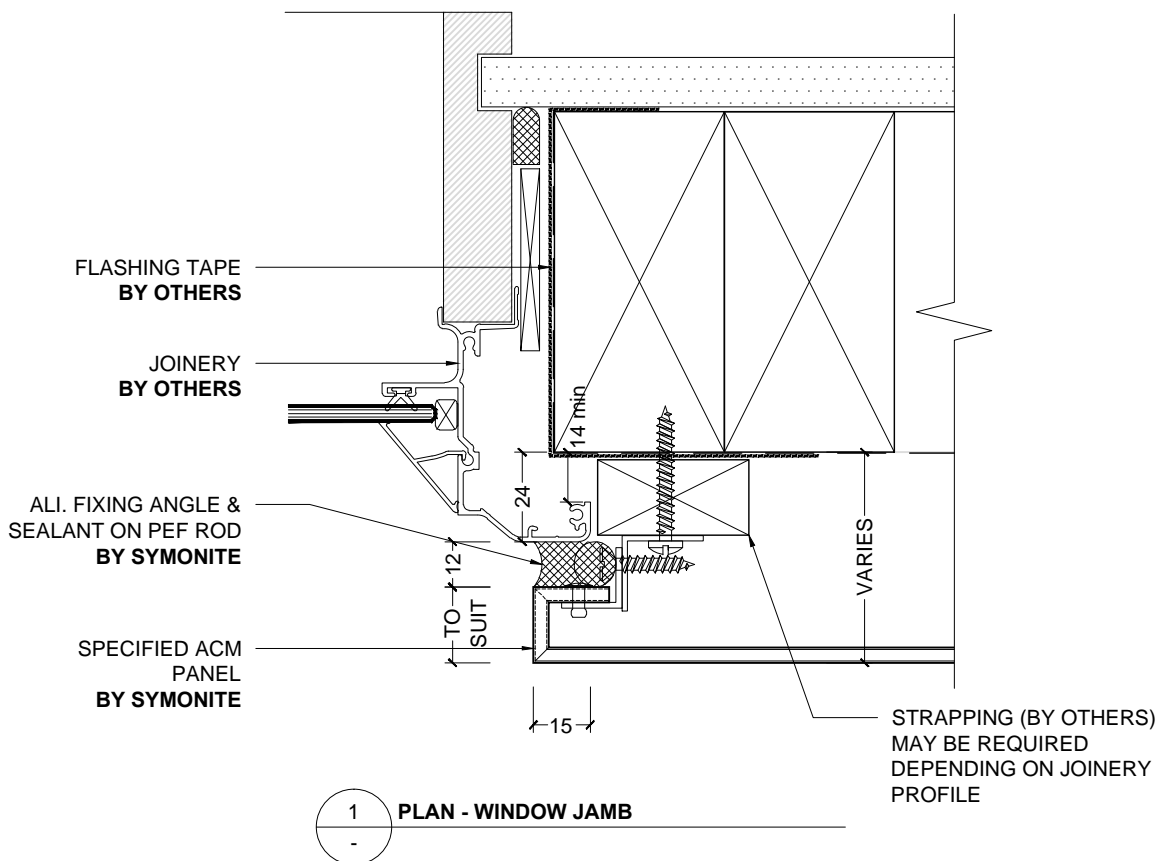 FLASHING TAPE
BY OTHERS
JOINERY
BY OTHERS
14 min
24
ALI. FIXING ANGLE &
SEALANT ON PEF ROD
BY SYMONITE
12
TO
SUIT
VARIES
SPECIFIED ACM
PANEL
BY SYMONITE
15
STRAPPING (BY OTHERS)
MAY BE REQUIRED
DEPENDING ON JOINERY
PROFILE
1
-
PLAN - WINDOW JAMB